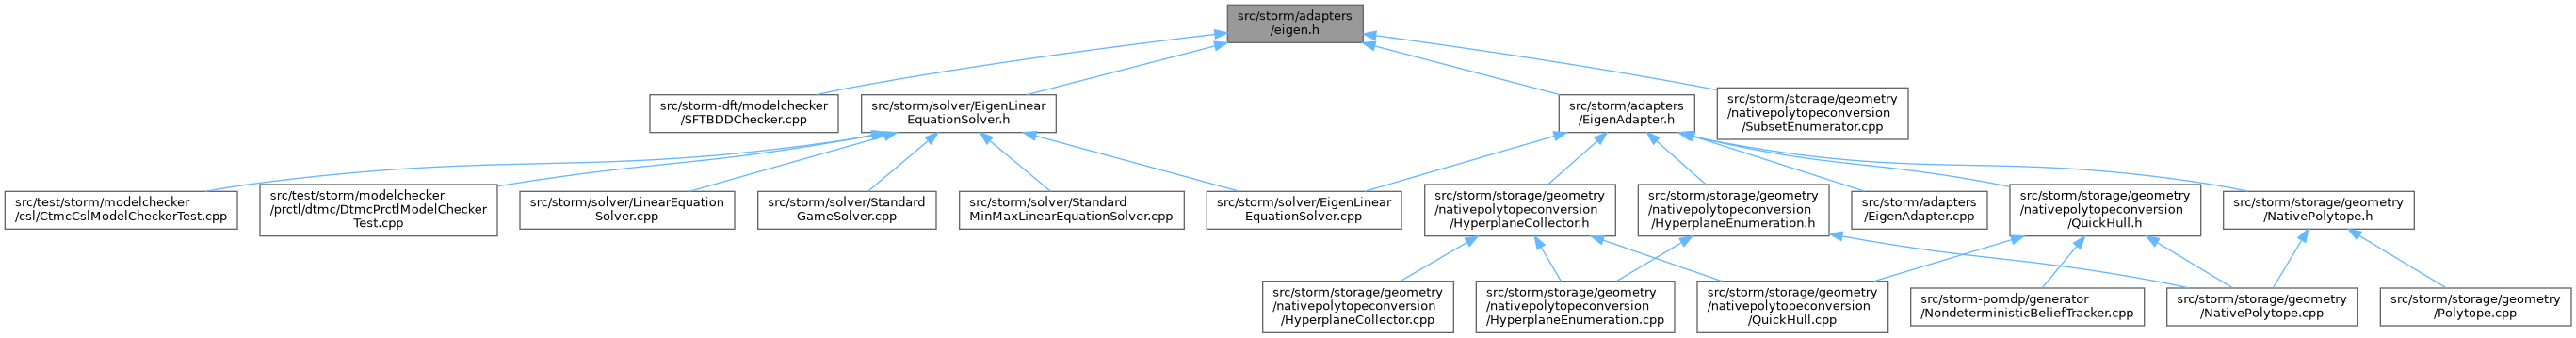 src/storm/adapters
/eigen.h
src/storm-dft/modelchecker
/SFTBDDChecker.cpp
src/storm/solver/EigenLinear
EquationSolver.h
src/storm/adapters
/EigenAdapter.h
src/storm/storage/geometry
/nativepolytopeconversion
/SubsetEnumerator.cpp
src/test/storm/modelchecker
/csl/CtmcCslModelCheckerTest.cpp
src/test/storm/modelchecker
/prctl/dtmc/DtmcPrctlModelChecker
Test.cpp
src/storm/solver/LinearEquation
Solver.cpp
src/storm/solver/Standard
GameSolver.cpp
src/storm/solver/Standard
MinMaxLinearEquationSolver.cpp
src/storm/solver/EigenLinear
EquationSolver.cpp
src/storm/storage/geometry
/nativepolytopeconversion
/HyperplaneCollector.h
src/storm/storage/geometry
/nativepolytopeconversion
/HyperplaneEnumeration.h
src/storm/adapters
/EigenAdapter.cpp
src/storm/storage/geometry
/nativepolytopeconversion
/QuickHull.h
src/storm/storage/geometry
/NativePolytope.h
src/storm/storage/geometry
/nativepolytopeconversion
/HyperplaneCollector.cpp
src/storm/storage/geometry
/nativepolytopeconversion
/HyperplaneEnumeration.cpp
src/storm/storage/geometry
/nativepolytopeconversion
/QuickHull.cpp
src/storm-pomdp/generator
/NondeterministicBeliefTracker.cpp
src/storm/storage/geometry
/NativePolytope.cpp
src/storm/storage/geometry
/Polytope.cpp